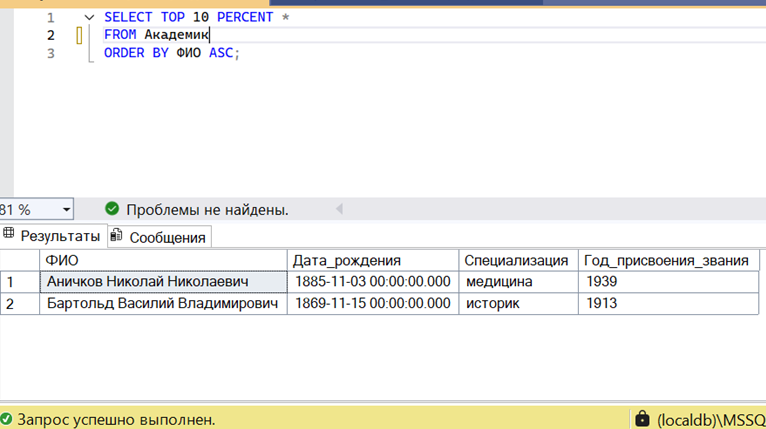 1 SELECT TOP 10 PERCENT *
2 FROM Академик
3 ORDER BY ФИО ASC;
81 % Проблемы не найдены.
Результаты Сообщения
ФИО Дата_рождения Специализация Год_присвоения_звания
1 Аничков Николай Николаевич 1885-11-03 00:00:00.000 медицина 1939
2 Бартольд Василий Владимирович 1869-11-15 00:00:00.000 историк 1913
Запрос успешно выполнен. (localdb)\MSSQ